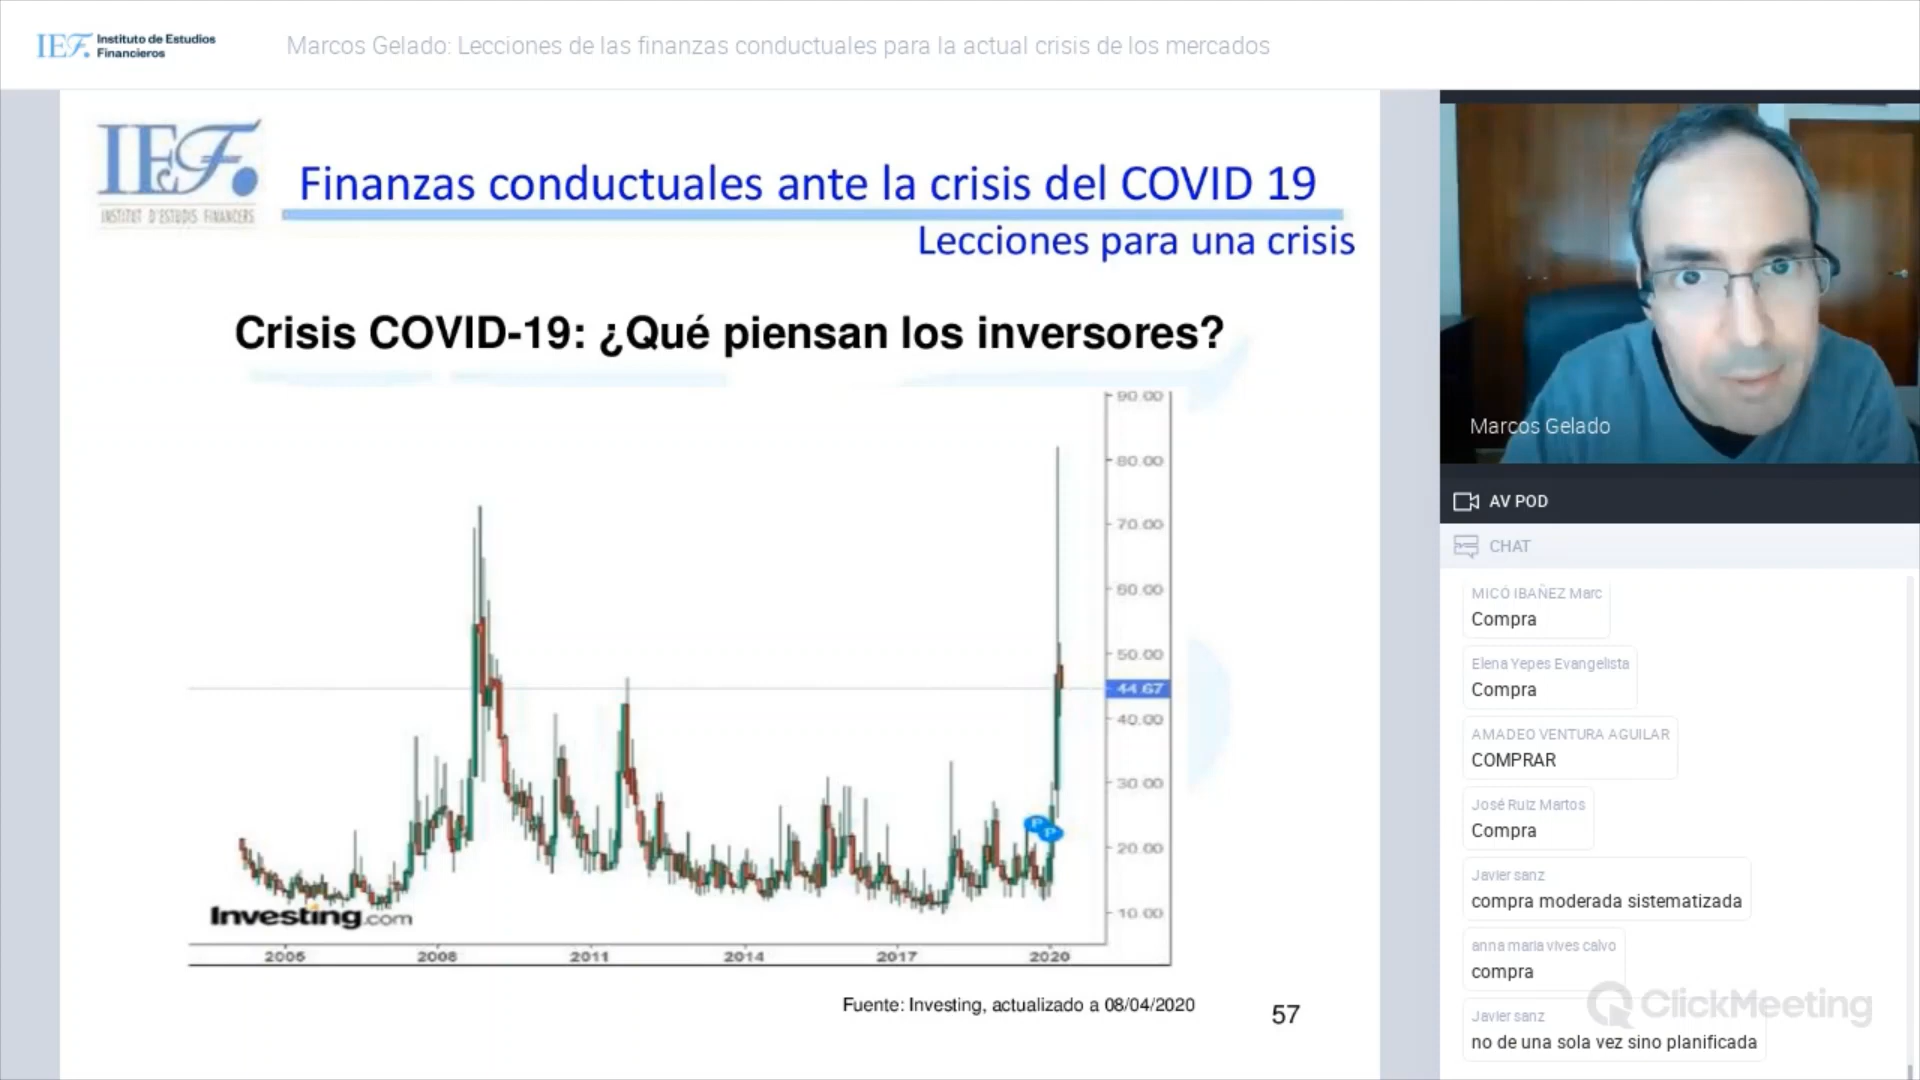 IEF. Instituto de Estudios
Financieros
Marcos Gelado: Lecciones de las finanzas conductuales para la actual crisis de los mercados
IEF.
INSTITUT D'ESTUDIS FINANCERS
Finanzas conductuales ante la crisis del COVID 19
Lecciones para una crisis
Crisis COVID-19: ¿Qué piensan los inversores?
90.00
80.00
70.00
60.00
50.00
44.67
40.00
30.00
20.00
10.00
P
P
Investing.com
2005
2008
2011
2014
2017
2020
Fuente: Investing, actualizado a 08/04/2020
57
Marcos Gelado
AV POD
CHAT
MICÓ IBAÑEZ Marc
Compra
Elena Yepes Evangelista
Compra
AMADEO VENTURA AGUILAR
COMPRAR
José Ruiz Martos
Compra
Javier sanz
compra moderada sistematizada
anna maria vives calvo
compra
Javier sanz
no de una sola vez sino planificada
ClickMeeting